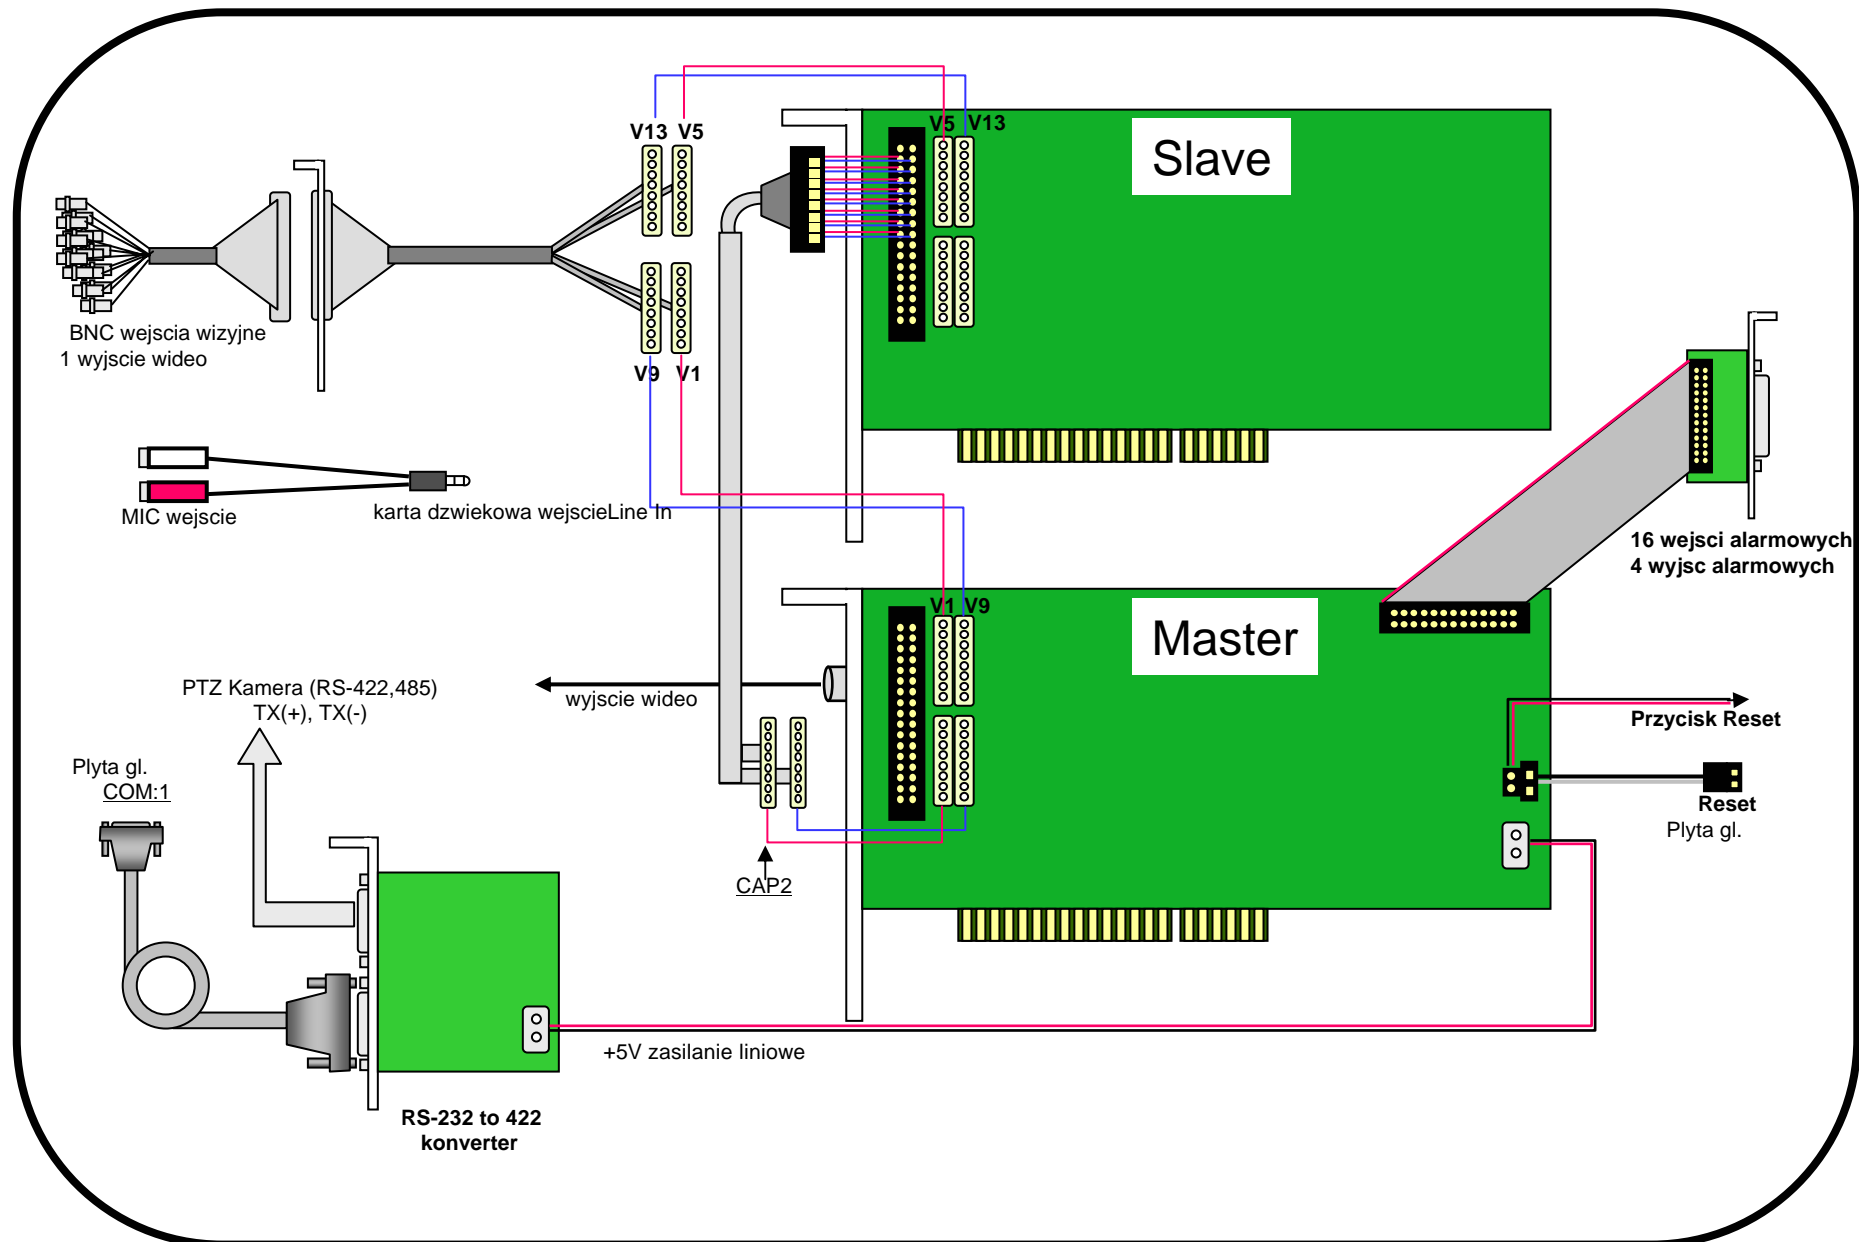 V13 V5
V5 V13
Slave
BNC wejscia wizyjne
1 wyjscie wideo
V9 V1
MIC wejscie
karta dzwiekowa wejscieLine In
16 wejsci alarmowych
4 wyjsc alarmowych
V1 V9
Master
PTZ Kamera (RS-422,485)
TX(+), TX(-)
wyjscie wideo
Przycisk Reset
Plyta gl.
COM:1
Reset
Plyta gl.
CAP2
+5V zasilanie liniowe
RS-232 to 422
konverter